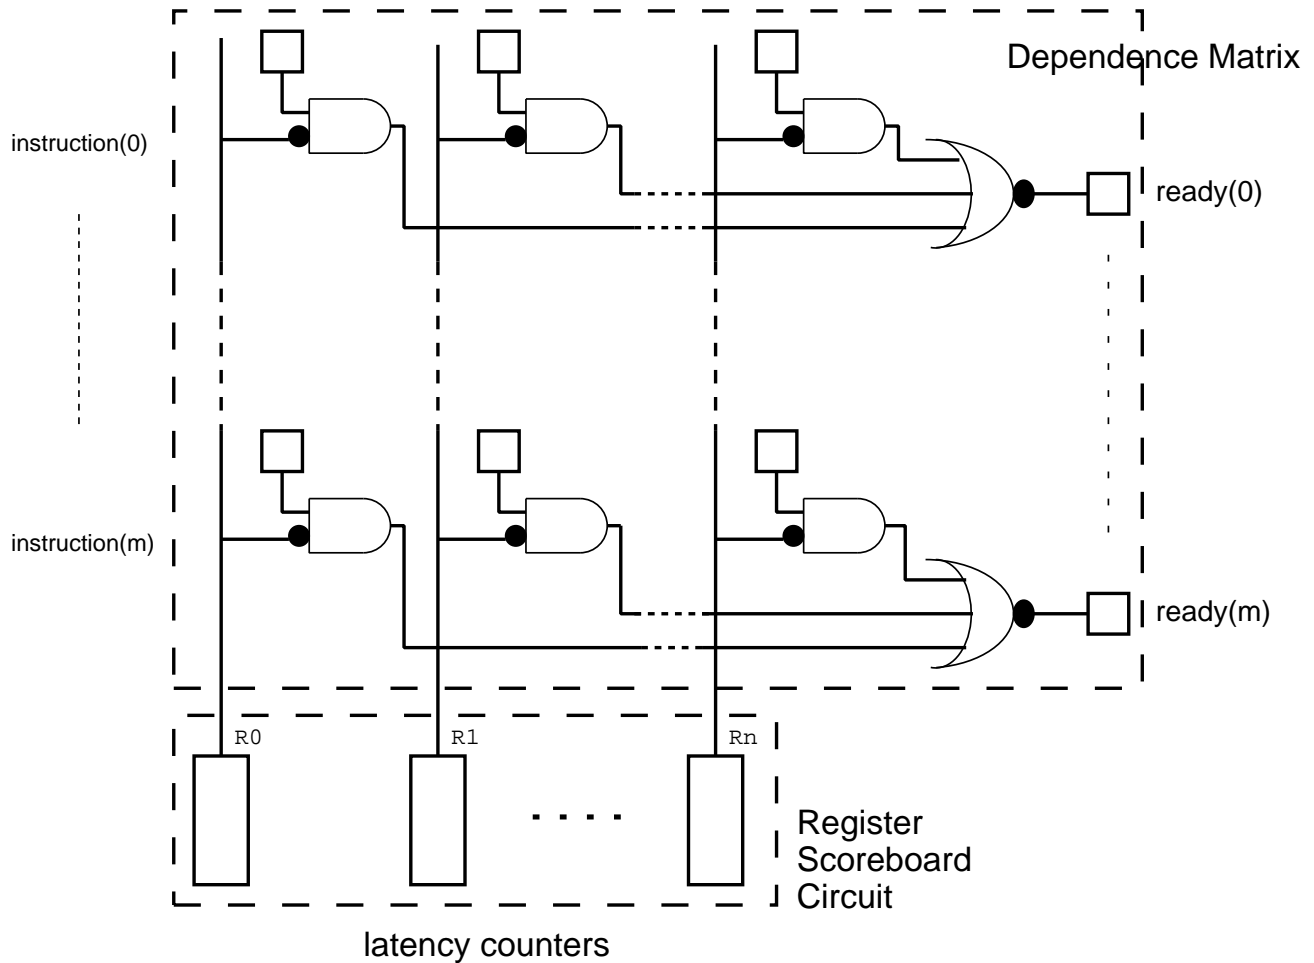 Dependence Matrix
instruction(0)
ready(0)
instruction(m)
ready(m)
R0
R1
Rn
Register
Scoreboard
Circuit
latency counters